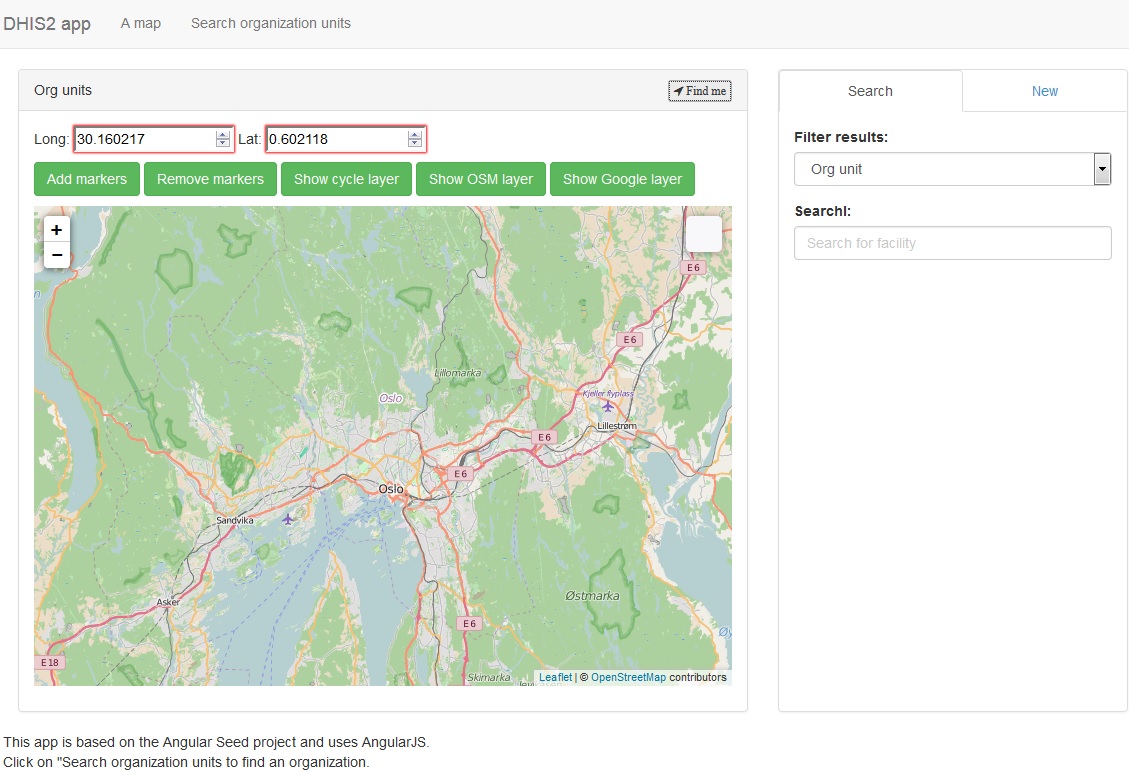 DHIS2 app A map Search organization units
Org units Find me
Long: 30.160217 Lat: 0.602118
Add markers Remove markers Show cycle layer Show OSM layer Show Google layer
+
−
E6
E6
Lillomarka
Oslo
Kjeller flyplass
Lillestrøm
E6
E6
Oslo
Sandvika
Asker
Østmarka
E6
Øy
E18
Skimarka
Leaflet | © OpenStreetMap contributors
Search New
Filter results:
Org unit
Searchl:
Search for facility
This app is based on the Angular Seed project and uses AngularJS.
Click on "Search organization units to find an organization.